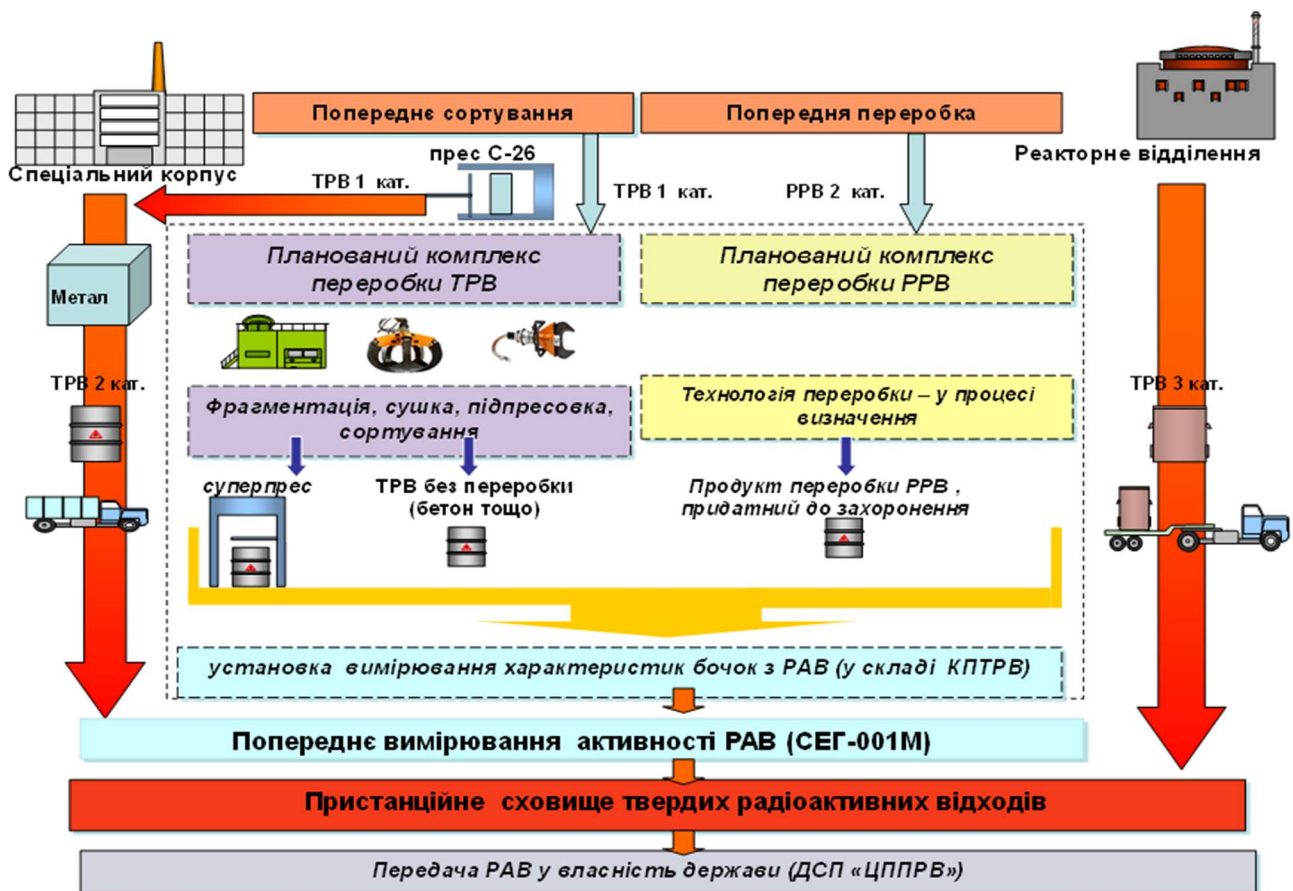 Попереднє сортування
Попередня переробка
прес С-26
Спеціальний корпус
Реакторне відділення
ТРВ 1 кат.
ТРВ 1 кат.
РРВ 2 кат.
Планований комплекс
переробки ТРВ
Планований комплекс
переробки РРВ
Метал
ТРВ 2 кат.
ТРВ 3 кат.
Фрагментація, сушка, підпресовка,
сортування
Технологія переробки – у процесі
визначення
суперпрес
ТРВ без переробки
(бетон тощо)
Продукт переробки РРВ ,
придатний до захоронення
установка вимірювання характеристик бочок з РАВ (у складі КПТРВ)
Попереднє вимірювання активності РАВ (СЕГ-001М)
Пристанційне сховище твердих радіоактивних відходів
Передача РАВ у власність держави (ДСП «ЦППРВ»)